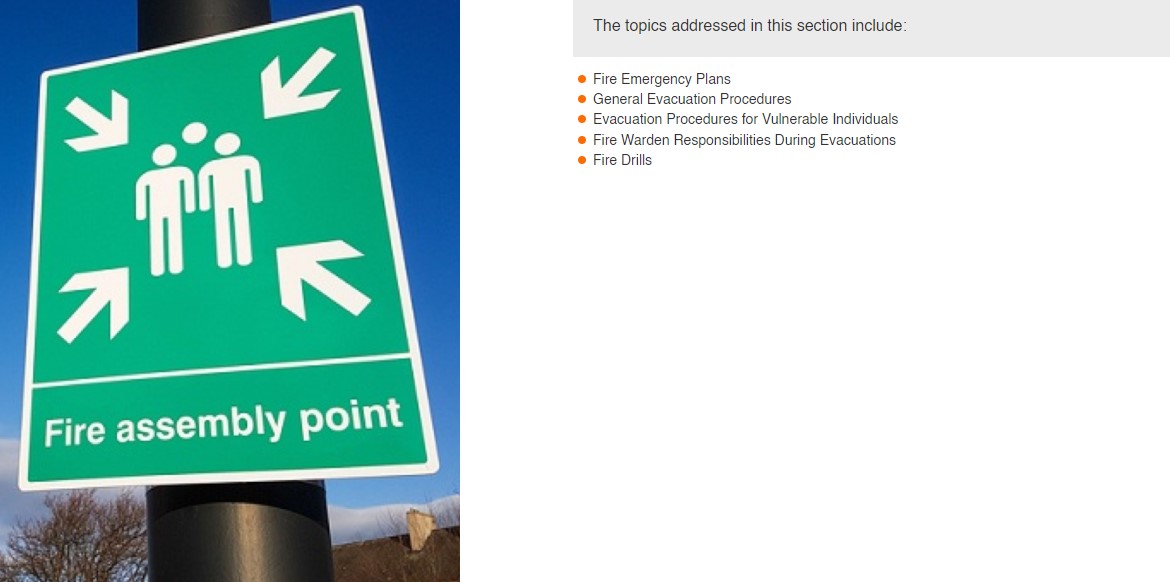 Fire assembly point
The topics addressed in this section include:
Fire Emergency Plans
General Evacuation Procedures
Evacuation Procedures for Vulnerable Individuals
Fire Warden Responsibilities During Evacuations
Fire Drills